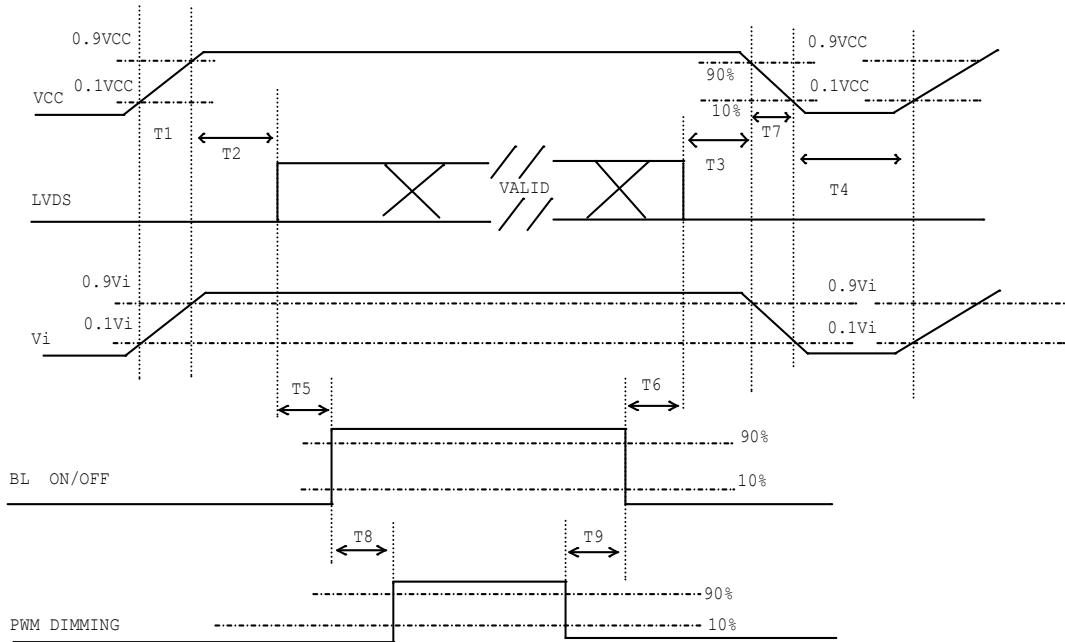 0.9VCC
0.9VCC
90%
0.1VCC
0.1VCC
VCC
10%
T1
T7
T2
T3
T4
VALID
LVDS
0.9Vi
0.9Vi
0.1Vi
0.1Vi
Vi
T5
T6
90%
BL ON/OFF
10%
T8
T9
90%
PWM DIMMING
10%